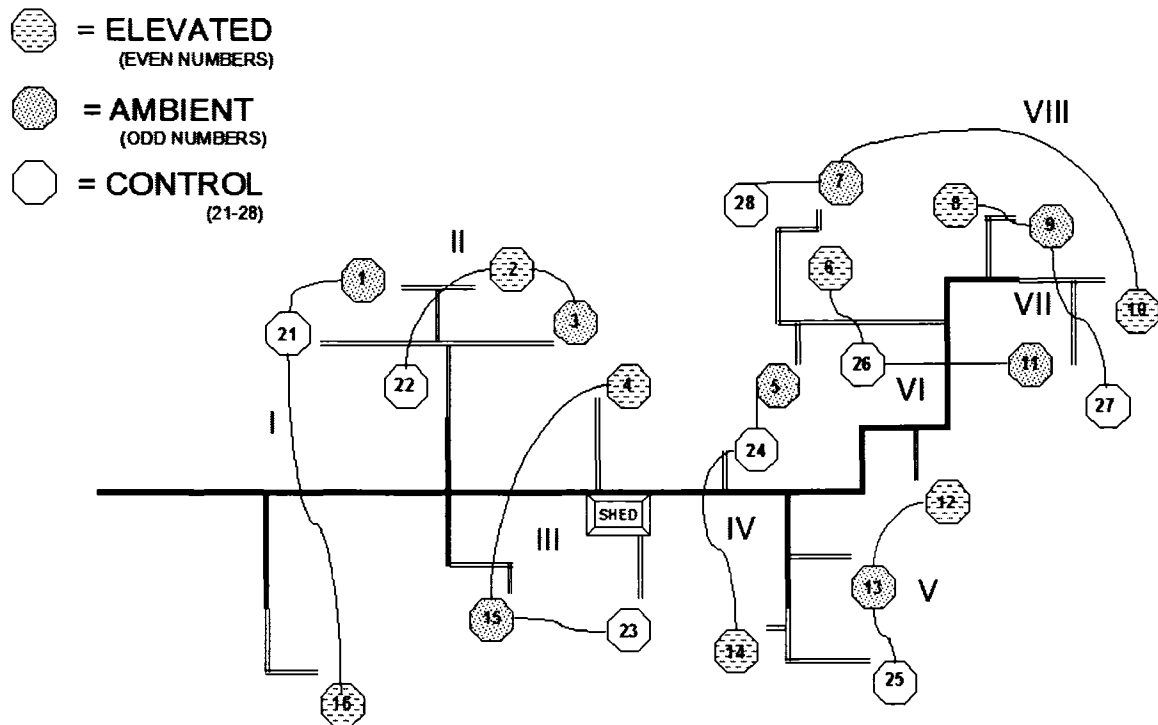 = ELEVATED
(EVEN NUMBERS)
= AMBIENT
(ODD NUMBERS)
= CONTROL
(21-28)
VIII
7
28
8
9
II
1
2
6
VII
10
3
21
22
4
5
26
VI
11
27
I
24
12
SHED
III
IV
13
V
15
23
14
25
16